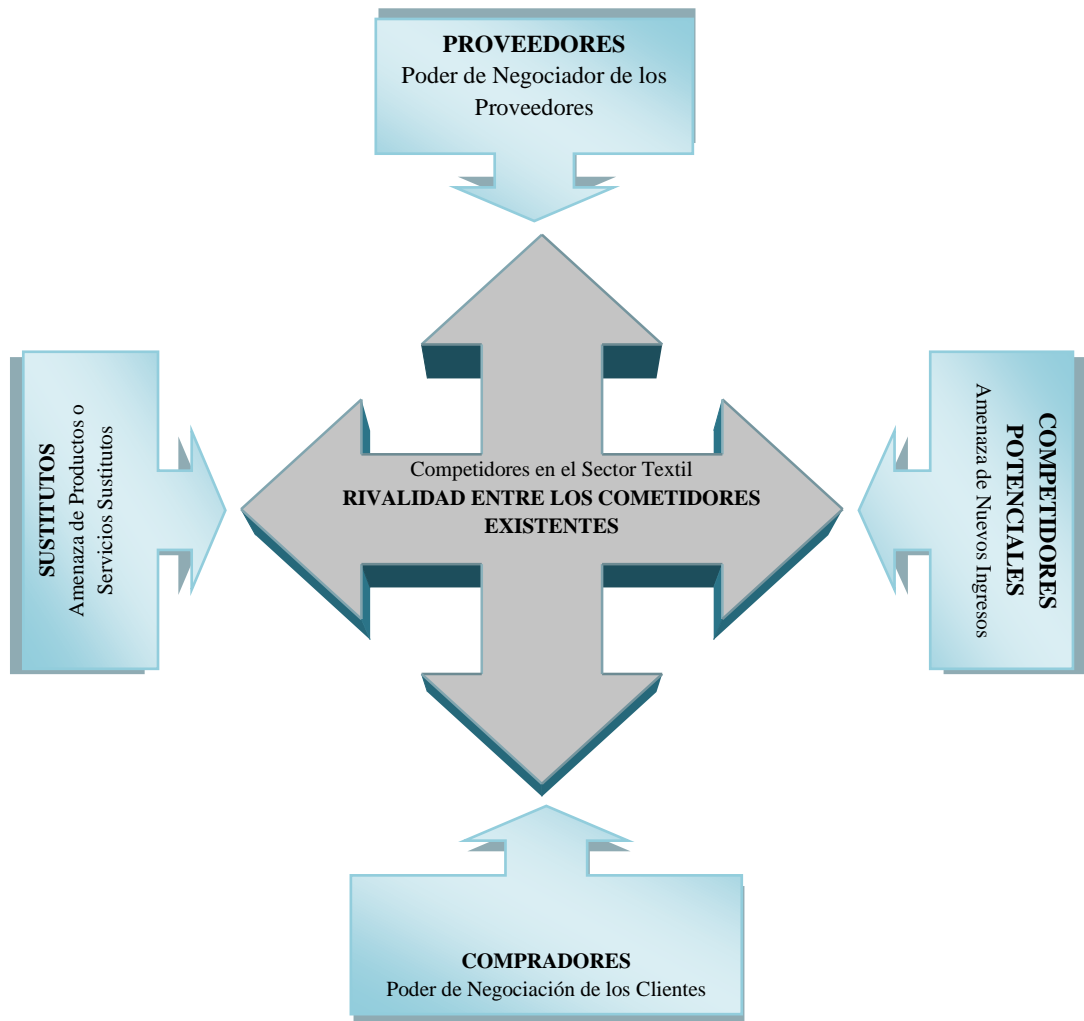 PROVEEDORES
Poder de Negociador de los
Proveedores
SUSTITUTOS
Amenaza de Productos o
Servicios Sustitutos
Competidores en el Sector Textil
RIVALIDAD ENTRE LOS COMETIDORES
EXISTENTES
COMPETIDORES
POTENCIALES
Amenaza de Nuevos Ingresos
COMPRADORES
Poder de Negociación de los Clientes